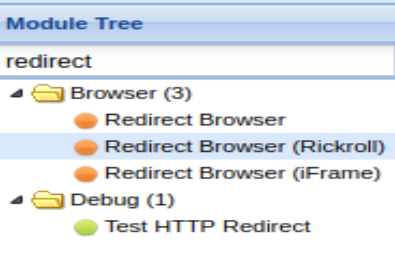 Module Tree
redirect
Browser (3)
Redirect Browser
Redirect Browser (Rickroll)
Redirect Browser (iFrame)
Debug (1)
Test HTTP Redirect